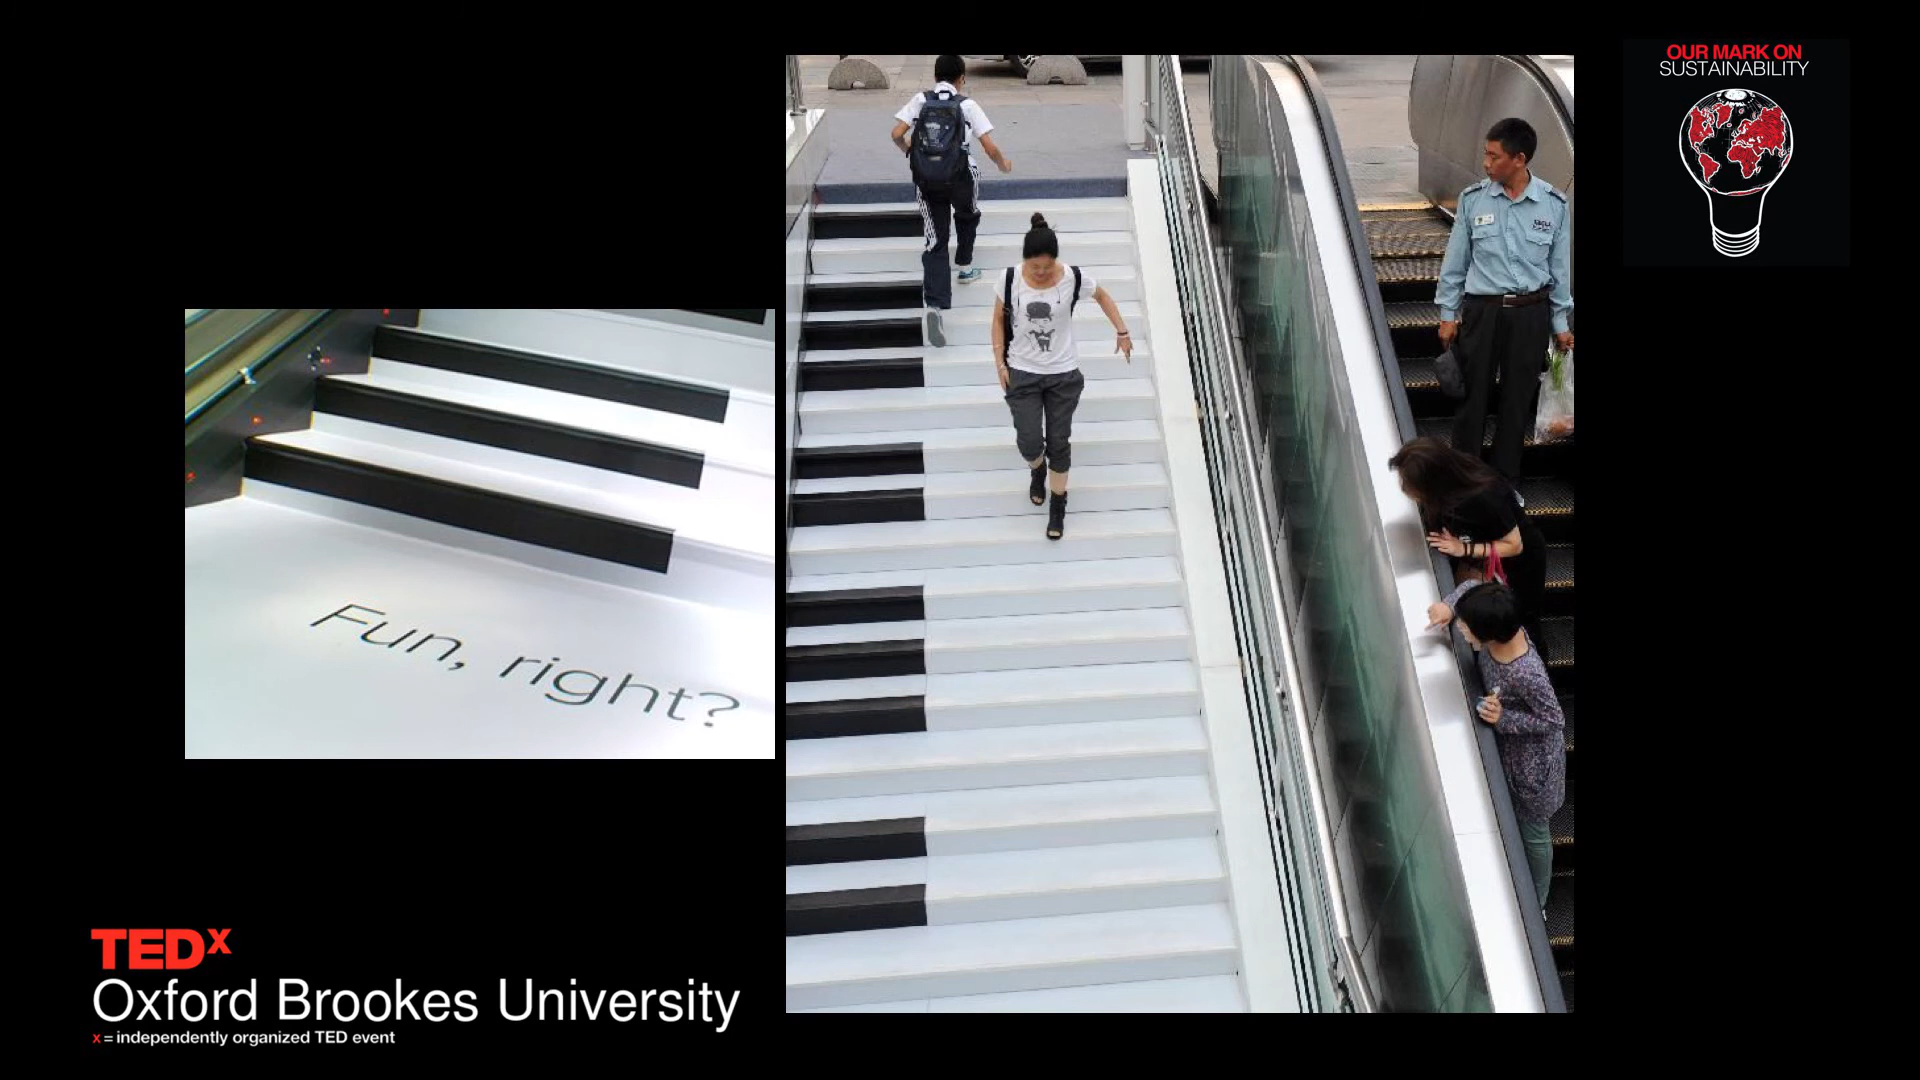 OUR MARK ON
SUSTAINABILITY
Fun, right?
TEDx
Oxford Brookes University
x = independently organized TED event